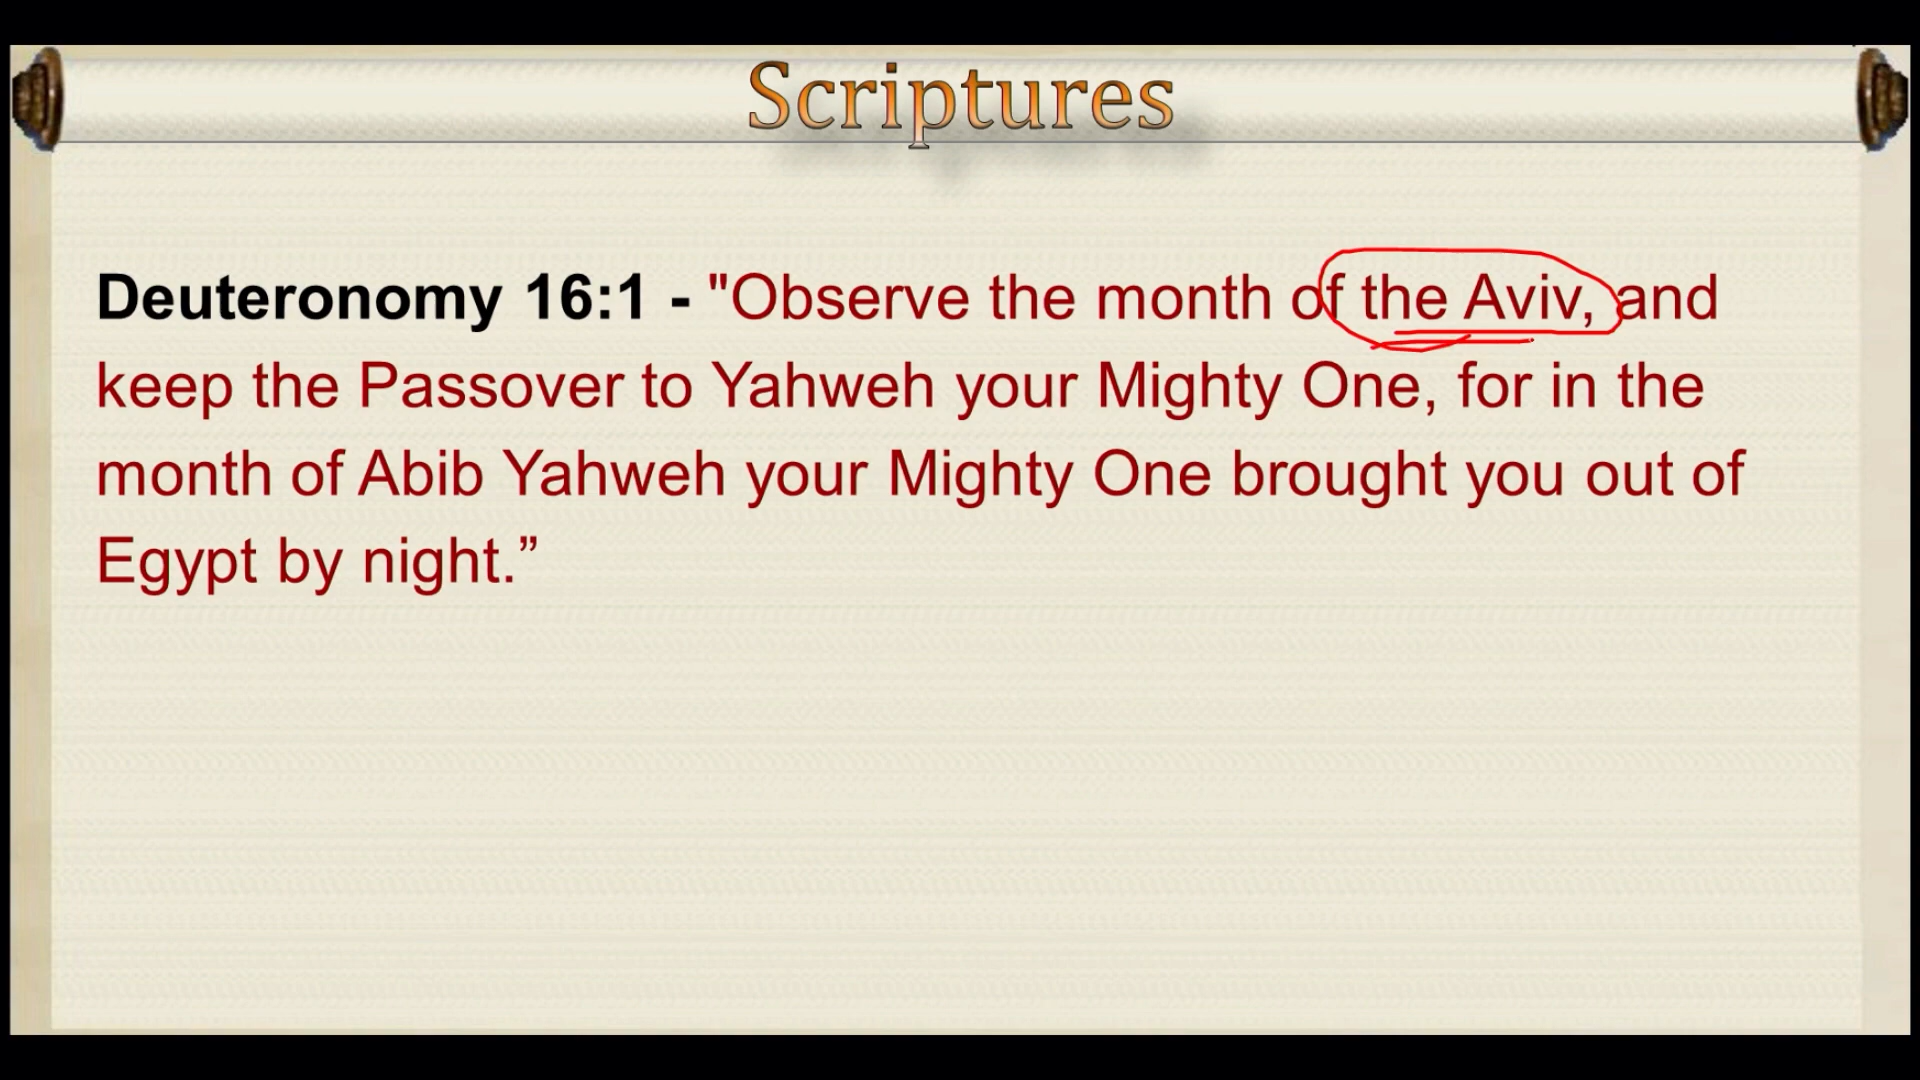 Scriptures
Deuteronomy 16:1 - "Observe the month of the Aviv, and
keep the Passover to Yahweh your Mighty One, for in the
month of Abib Yahweh your Mighty One brought you out of
Egypt by night.”